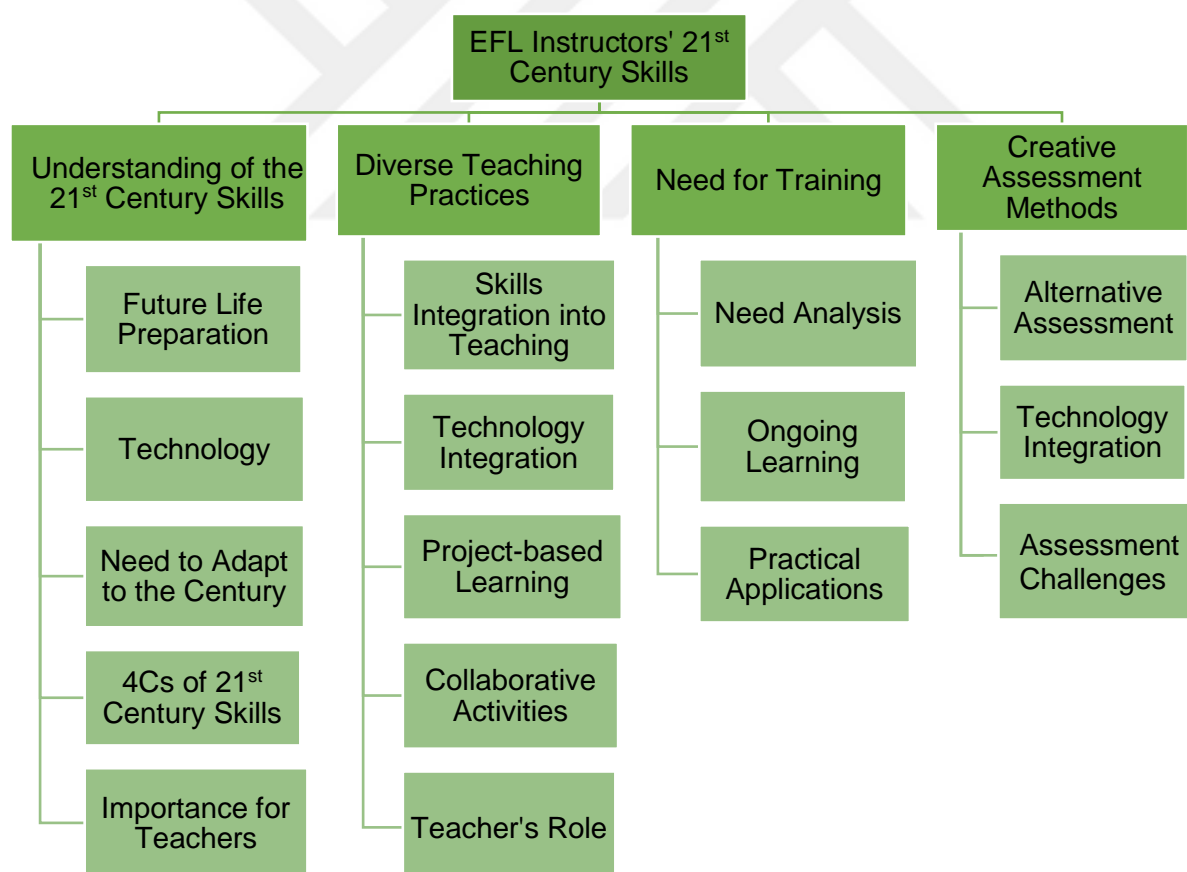 EFL Instructors' 21st
Century Skills
Understanding of the
21st Century Skills
Future Life
Preparation
Technology
Need to Adapt
to the Century
4Cs of 21st
Century Skills
Importance for
Teachers
Diverse Teaching
Practices
Skills
Integration into
Teaching
Technology
Integration
Project-based
Learning
Collaborative
Activities
Teacher's Role
Need for Training
Need Analysis
Ongoing
Learning
Practical
Applications
Creative
Assessment
Methods
Alternative
Assessment
Technology
Integration
Assessment
Challenges